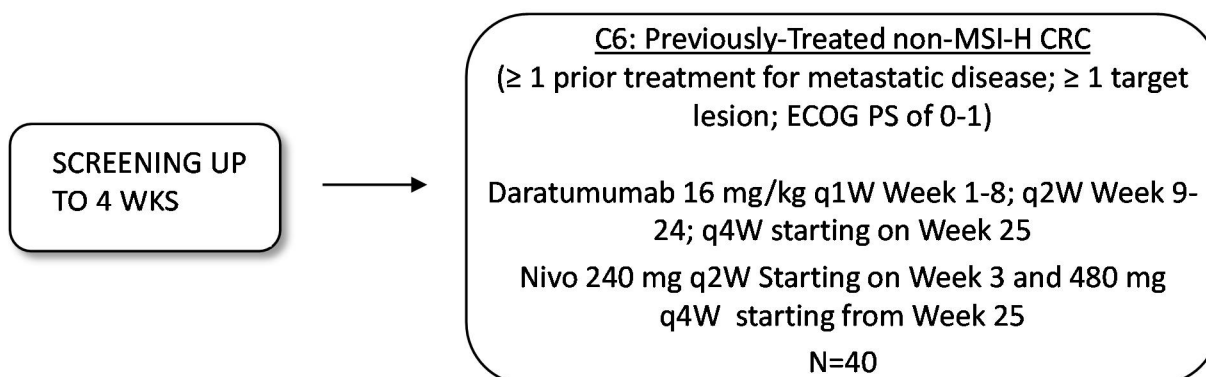 SCREENING UP
TO 4 WKS
C6: Previously-Treated non-MSI-H CRC
(≥ 1 prior treatment for metastatic disease; ≥ 1 target
lesion; ECOG PS of 0-1)
Daratumumab 16 mg/kg q1W Week 1-8; q2W Week 9-
24; q4W starting on Week 25
Nivo 240 mg q2W Starting on Week 3 and 480 mg
q4W  starting from Week 25
N=40